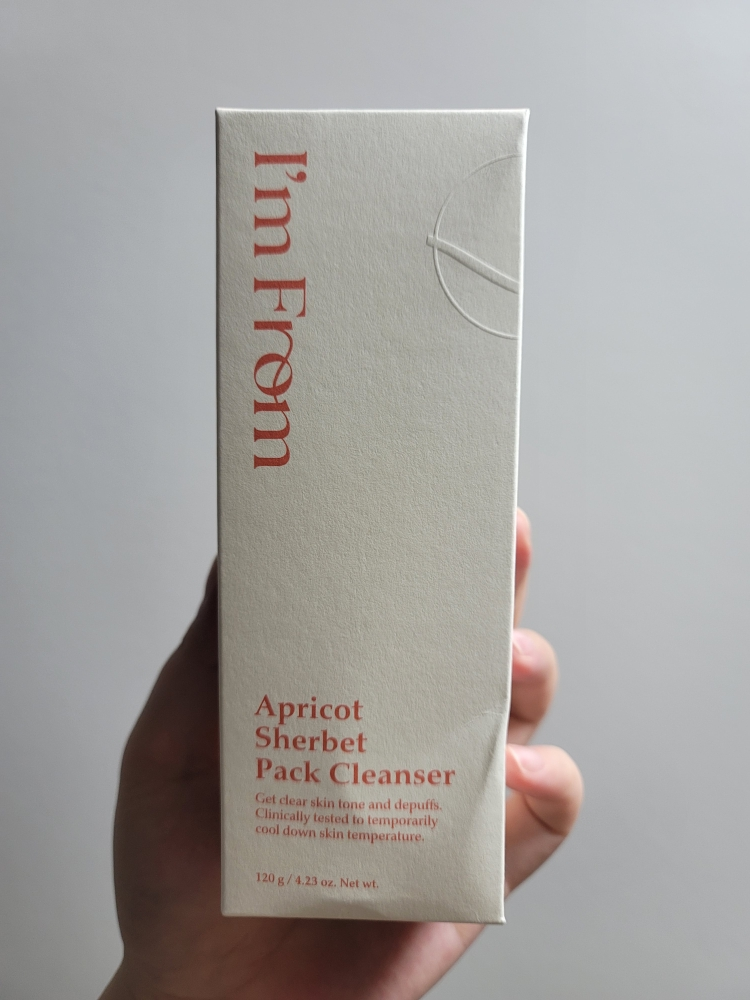 I'm From
Apricot
Sherbet
Pack Cleanser
Get clear skin tone and depuffs.
Clinically tested to temporarily
cool down skin temperature.
120 g / 4.23 oz. Net wt.